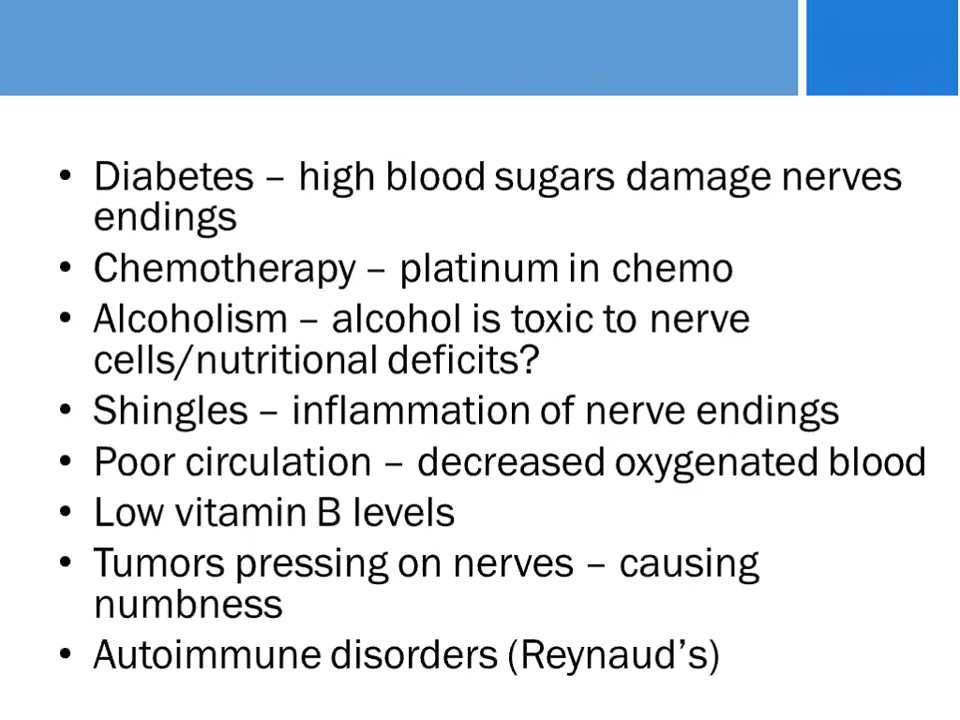 • Diabetes – high blood sugars damage nerves
endings
• Chemotherapy – platinum in chemo
• Alcoholism – alcohol is toxic to nerve
cells/nutritional deficits?
• Shingles – inflammation of nerve endings
• Poor circulation – decreased oxygenated blood
• Low vitamin B levels
• Tumors pressing on nerves – causing
numbness
• Autoimmune disorders (Reynaud’s)